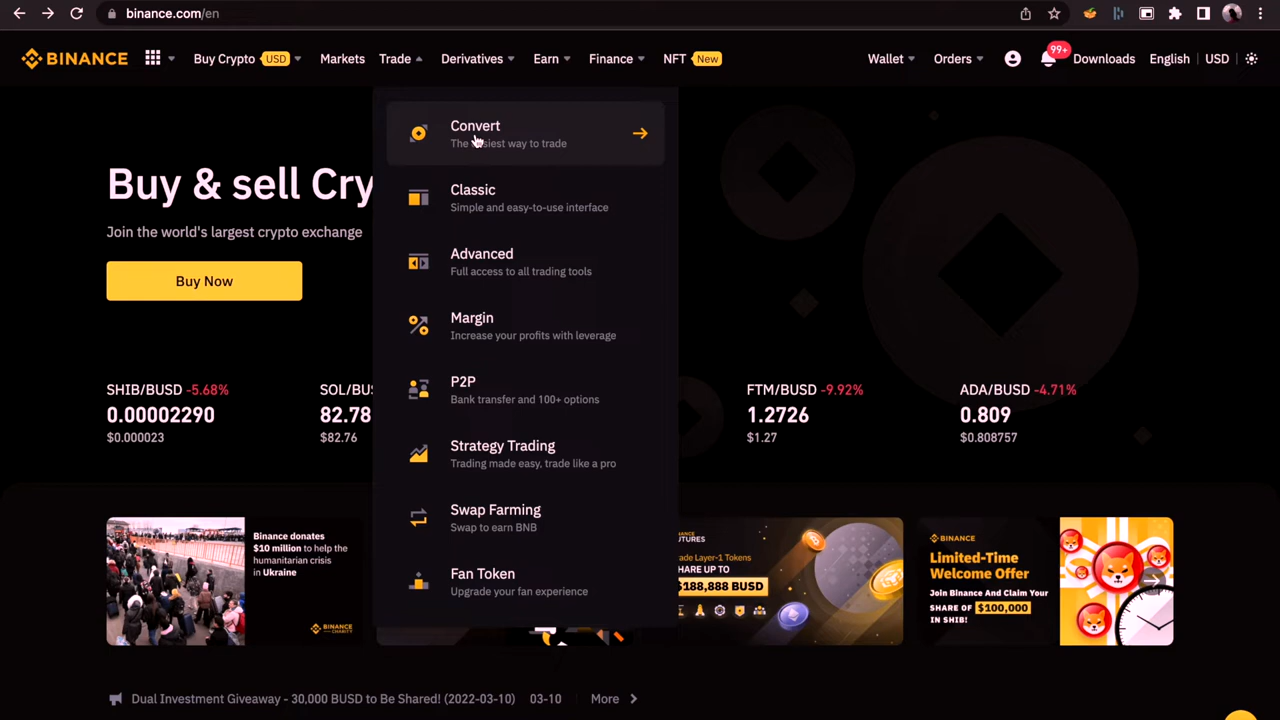 binance.com/en
BINANCE
Buy Crypto USD
Markets
Trade
Derivatives
Earn
Finance
NFT New
Wallet
Orders
99+
Downloads
English
USD
Convert
The easiest way to trade
Classic
Simple and easy-to-use interface
Advanced
Full access to all trading tools
Margin
Increase your profits with leverage
P2P
Bank transfer and 100+ options
Strategy Trading
Trading made easy, trade like a pro
Swap Farming
Swap to earn BNB
Fan Token
Upgrade your fan experience
Buy & sell Cry
Join the world's largest crypto exchange
Buy Now
SHIB/BUSD -5.68%
0.00002290
$0.000023
SOL/BUS
82.78
$82.76
FTM/BUSD -9.92%
1.2726
$1.27
ADA/BUSD -4.71%
0.809
$0.808757
Binance donates
$10 million to help the
humanitarian crisis
in Ukraine
BINANCE
CHARITY
BINANCE
FUTURES
rade Layer-1 Tokens
SHARE UP TO
$188,888 BUSD
BINANCE
Limited-Time
Welcome Offer
Join Binance And Claim Your
SHARE OF $100,000
IN SHIB!
Dual Investment Giveaway - 30,000 BUSD to Be Shared! (2022-03-10) 03-10 More